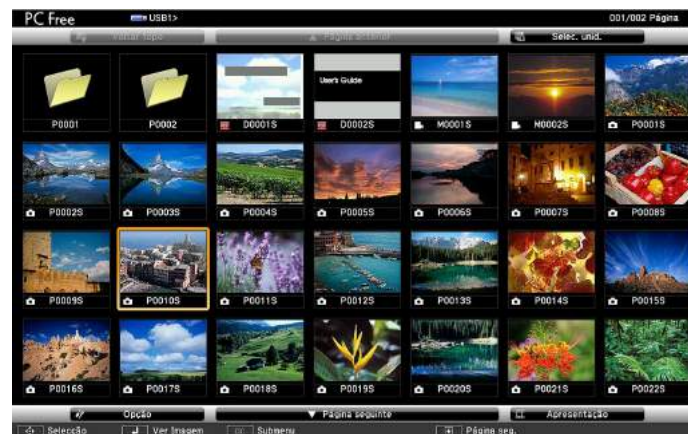 PC Free USB1> 001/002 Página
Voltar topo Página anterior Selec. unid.
User's Guide
P0001 P0002 D0001S D0002S M0001S M0002S P0001S
P0002S P0003S P0004S P0005S P0006S P0007S P0008S
P0009S P0010S P0011S P0012S P0013S P0014S P0015S
P0016S P0017S P0018S P0019S P0020S P0021S P0022S
Opção Página seguinte Apresentação
Selecção Ver Imagem Submenu Página seg.